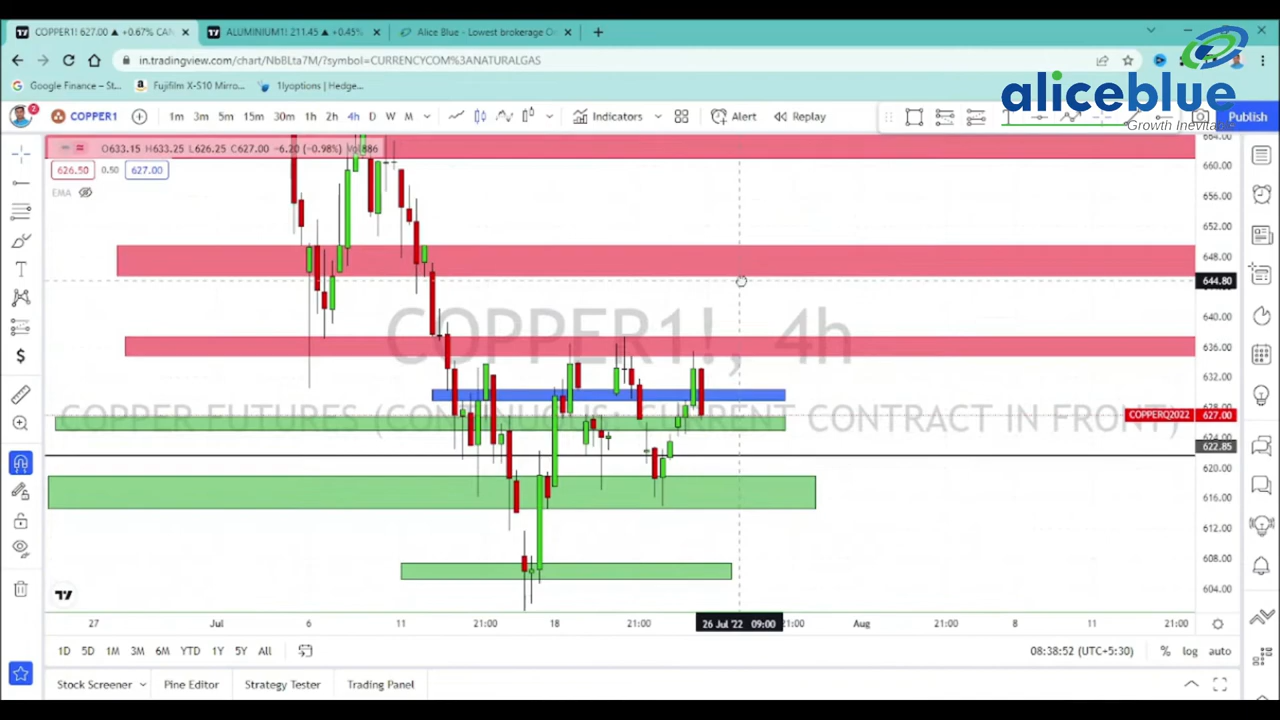 COPPER1! 627.00 ▲ +0.67% CAN
ALUMINIUM1! 211.45 ▲ +0.45%
Alice Blue - Lowest brokerage
in.tradingview.com/chart/NbBLta7M/?symbol=CURRENCYCOM%3ANATURALGAS
aliceblue
Growth
Google Finance – St...
Fujifilm X-S10 Mirro...
1lyoptions | Hedge...
2
COPPER1
1m 3m 5m 15m 30m 1h 2h 4h D W M
Indicators
Alert
Replay
Publish
O633.15 H633.25 L626.25 C627.00 −6.20 (−0.98%) Vol886
626.50 0.50 627.00
EMA
664.00
660.00
656.00
652.00
648.00
644.80
640.00
636.00
632.00
COPPER1!, 4h
COPPER FUTURES (CONTINUOUS: CURRENT CONTRACT IN FRONT)
COPPERQ2022 627.00
622.85
620.00
616.00
612.00
608.00
604.00
27 Jul 6 11 18 21:00 26 Jul '22 09:00 21:00 Aug 21:00 8 11 21:00
1D 5D 1M 3M 6M YTD 1Y 5Y All
08:38:52 (UTC+5:30) % log auto
Stock Screener Pine Editor Strategy Tester Trading Panel